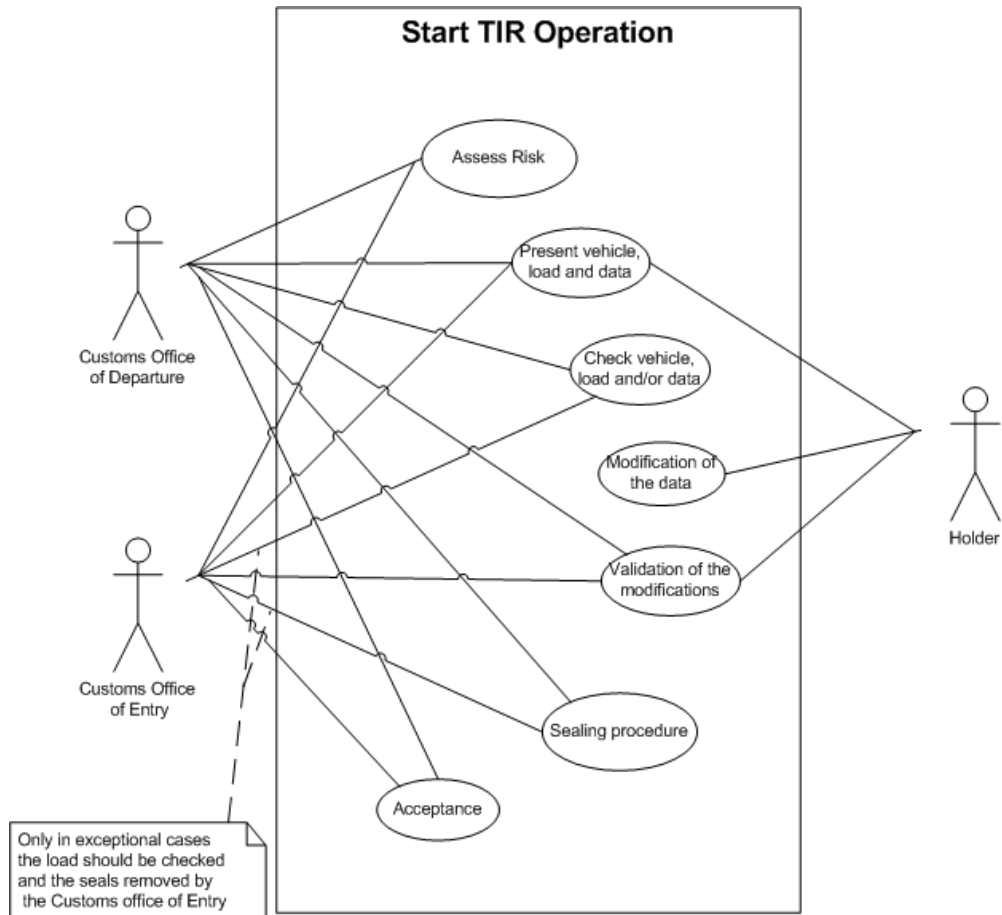 Start TIR Operation
Assess Risk
Present vehicle,
load and data
Customs Office
of Departure
Check vehicle,
load and/or data
Modification of
the data
Holder
Validation of the
modifications
Customs Office
of Entry
Sealing procedure
Acceptance
Only in exceptional cases
the load should be checked
and the seals removed by
the Customs office of Entry